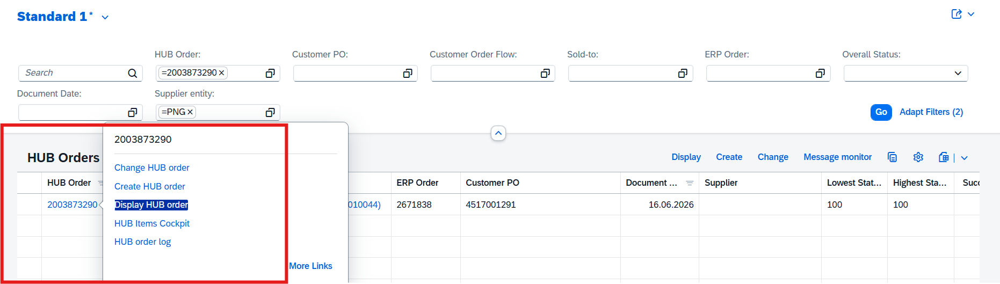 Standard 1*
HUB Order: Customer PO: Customer Order Flow: Sold-to: ERP Order: Overall Status:
Search =2003873290
Document Date: Supplier entity:
=PNG Go Adapt Filters (2)
2003873290
HUB Orders Display Create Change Message monitor
Change HUB order
HUB Order Create HUB order ERP Order Customer PO Document ... Supplier Lowest Stat... Highest Sta... Succ
2003873290 Display HUB order 010044) 2671838 4517001291 16.06.2026 100 100
HUB Items Cockpit
HUB order log
More Links